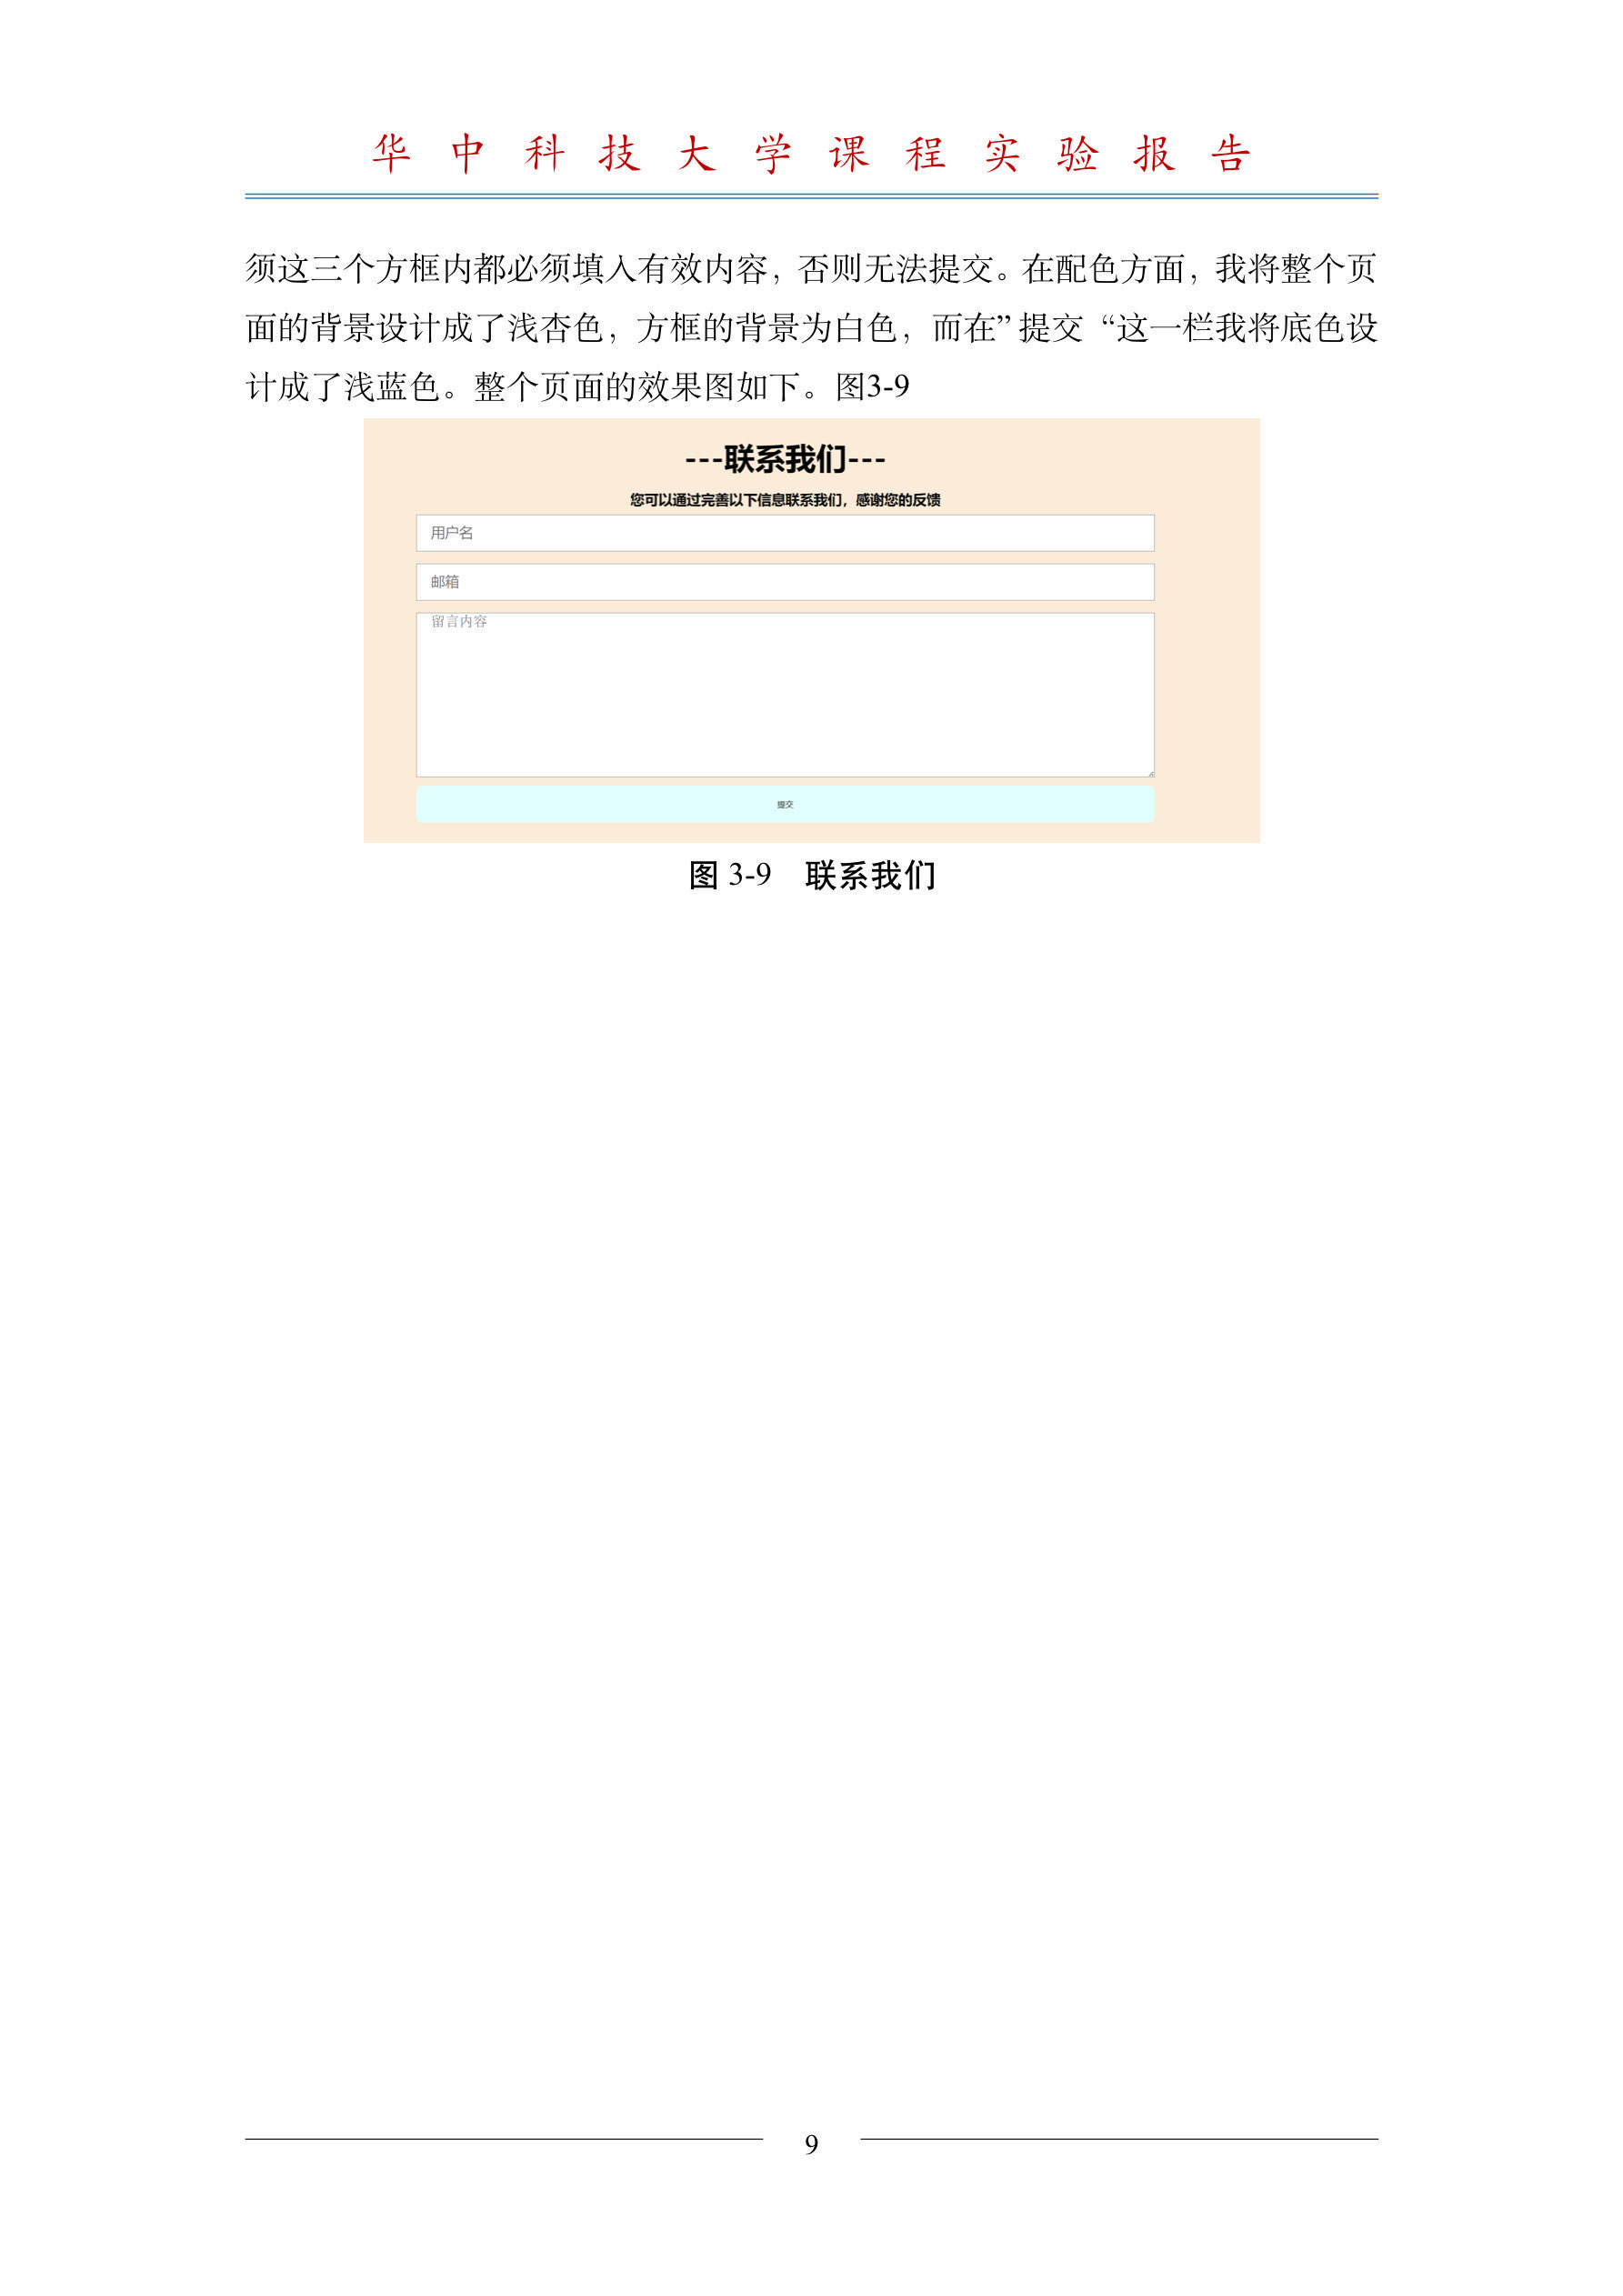 华中科技大学课程实验报告
须这三个方框内都必须填入有效内容，否则无法提交。在配色方面，我将整个页
面的背景设计成了浅杏色，方框的背景为白色，而在”提交“这一栏我将底色设
计成了浅蓝色。整个页面的效果图如下。图3-9
---联系我们---
您可以通过完善以下信息联系我们，感谢您的反馈
用户名
邮箱
留言内容
提交
图 3-9 联系我们
9